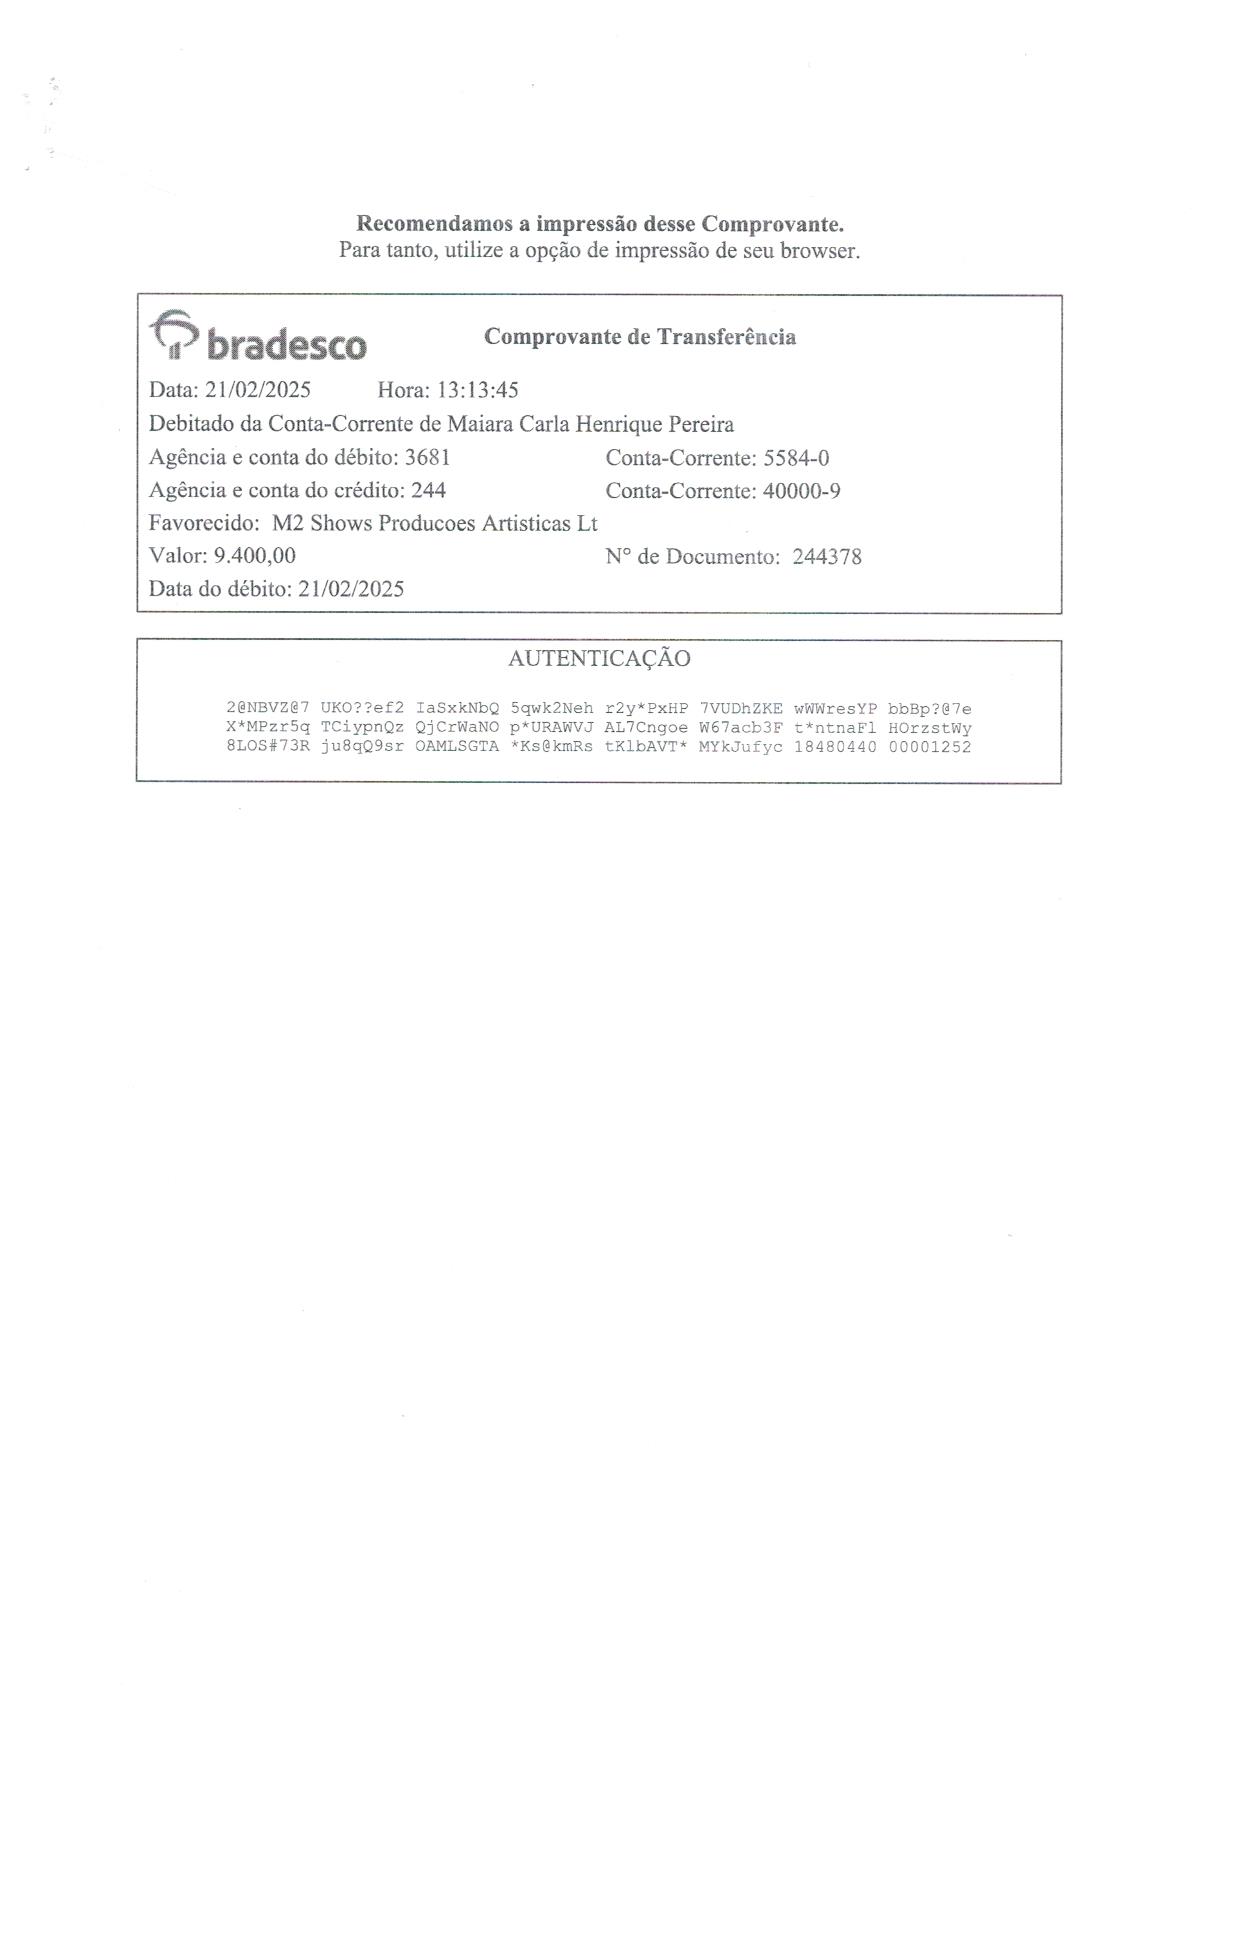 Recomendamos a impressão desse Comprovante.
Para tanto, utilize a opção de impressão de seu browser.
bradesco Comprovante de Transferência
Data: 21/02/2025 Hora: 13:13:45
Debitado da Conta-Corrente de Maiara Carla Henrique Pereira
Agência e conta do débito: 3681 Conta-Corrente: 5584-0
Agência e conta do crédito: 244 Conta-Corrente: 40000-9
Favorecido: M2 Shows Producoes Artisticas Lt
Valor: 9.400,00 N° de Documento: 244378
Data do débito: 21/02/2025
AUTENTICAÇÃO
2@NBVZ@7 UKO??ef2 IaSxkNbQ 5qwk2Neh r2y*PxHP 7VUDhZKE wWWresYP bbBp?@7e
X*MPzr5q TCiypnQz QjCrWaNO p*URAWVJ AL7Cngoe W67acb3F t*ntnaFl HOrzstWy
8LOS#73R ju8qQ9sr OAMLSGTA *Ks@kmRs tKlbAVT* MYkJufyc 18480440 00001252